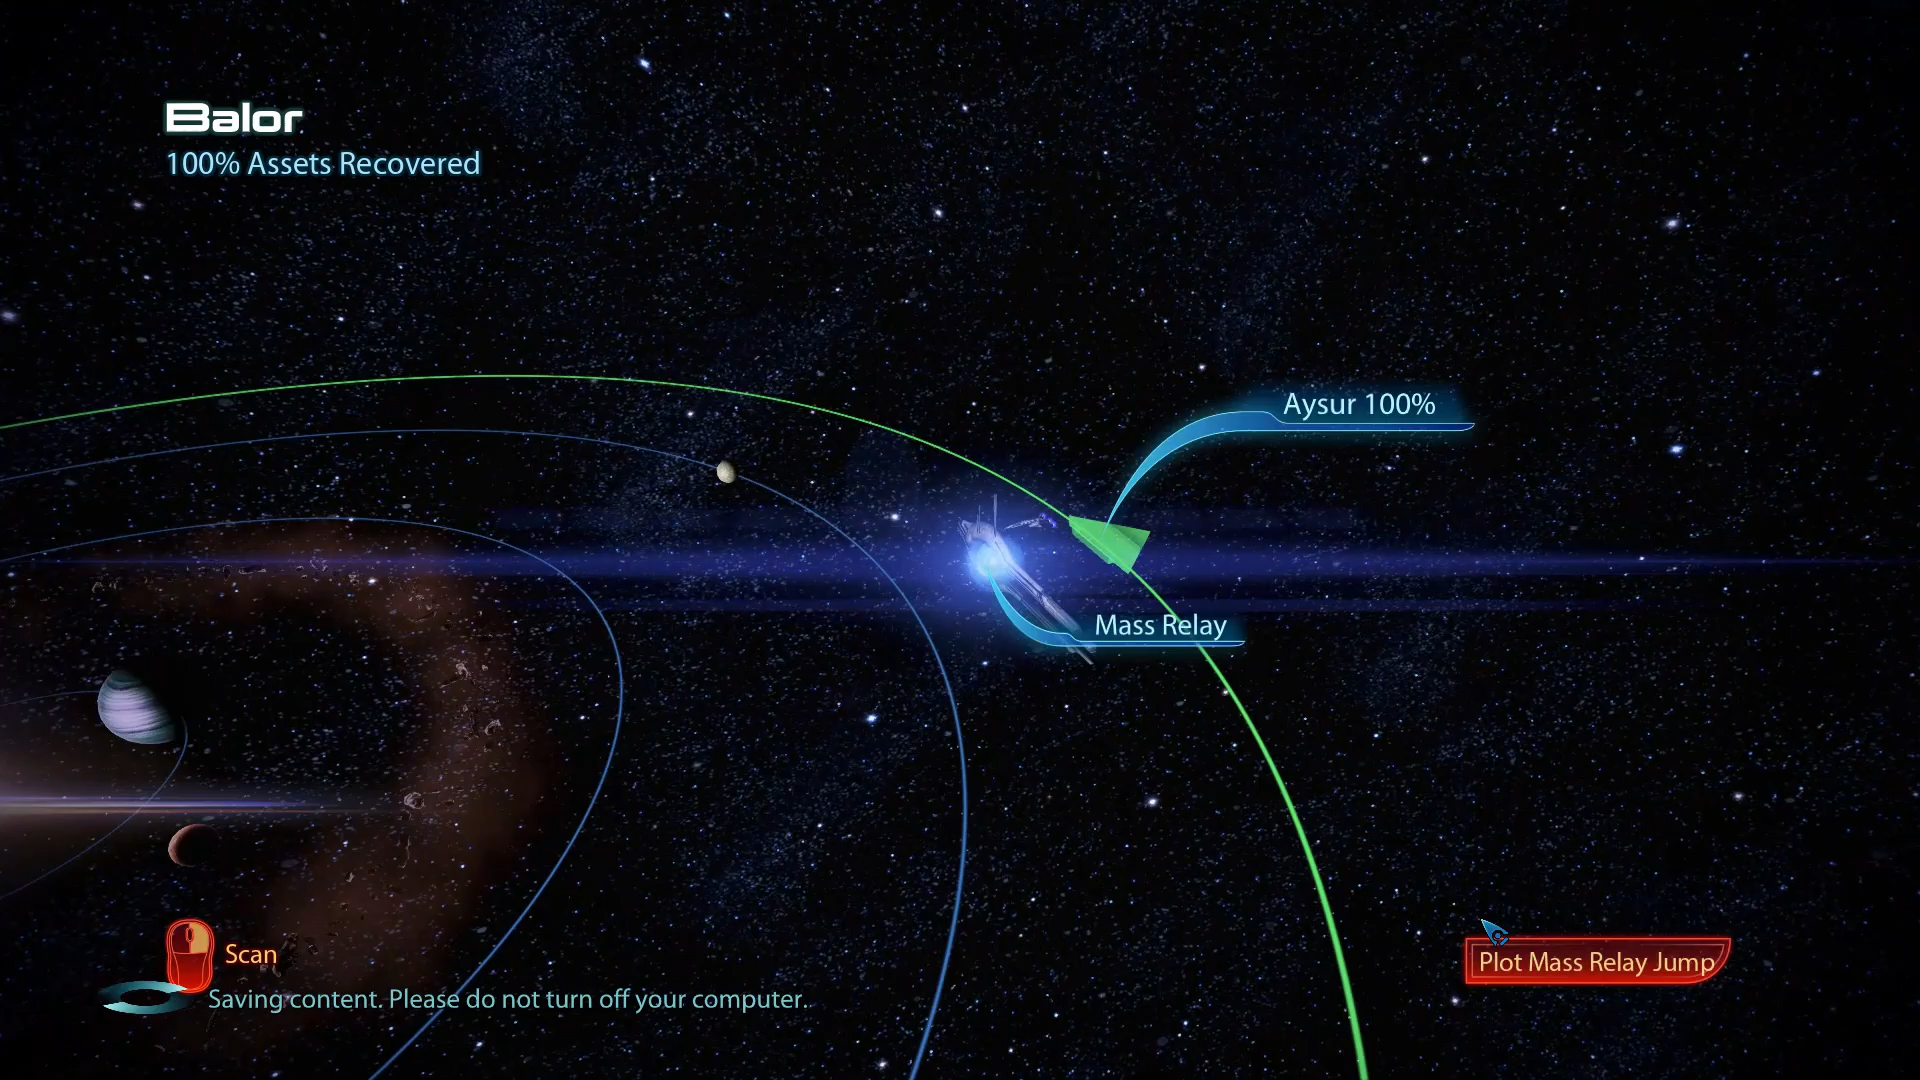 Balor
100% Assets Recovered
Aysur 100%
Mass Relay
Scan
Plot Mass Relay Jump
Saving content. Please do not turn off your computer.